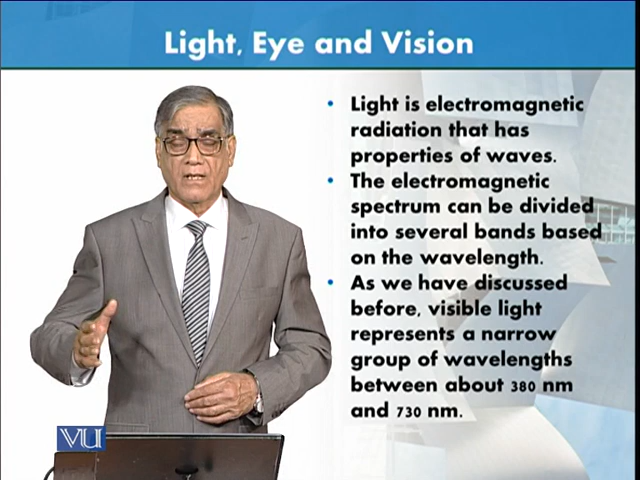 Light, Eye and Vision
• Light is electromagnetic
radiation that has
properties of waves.
• The electromagnetic
spectrum can be divided
into several bands based
on the wavelength.
• As we have discussed
before, visible light
represents a narrow
group of wavelengths
between about 380 nm
and 730 nm.
VU